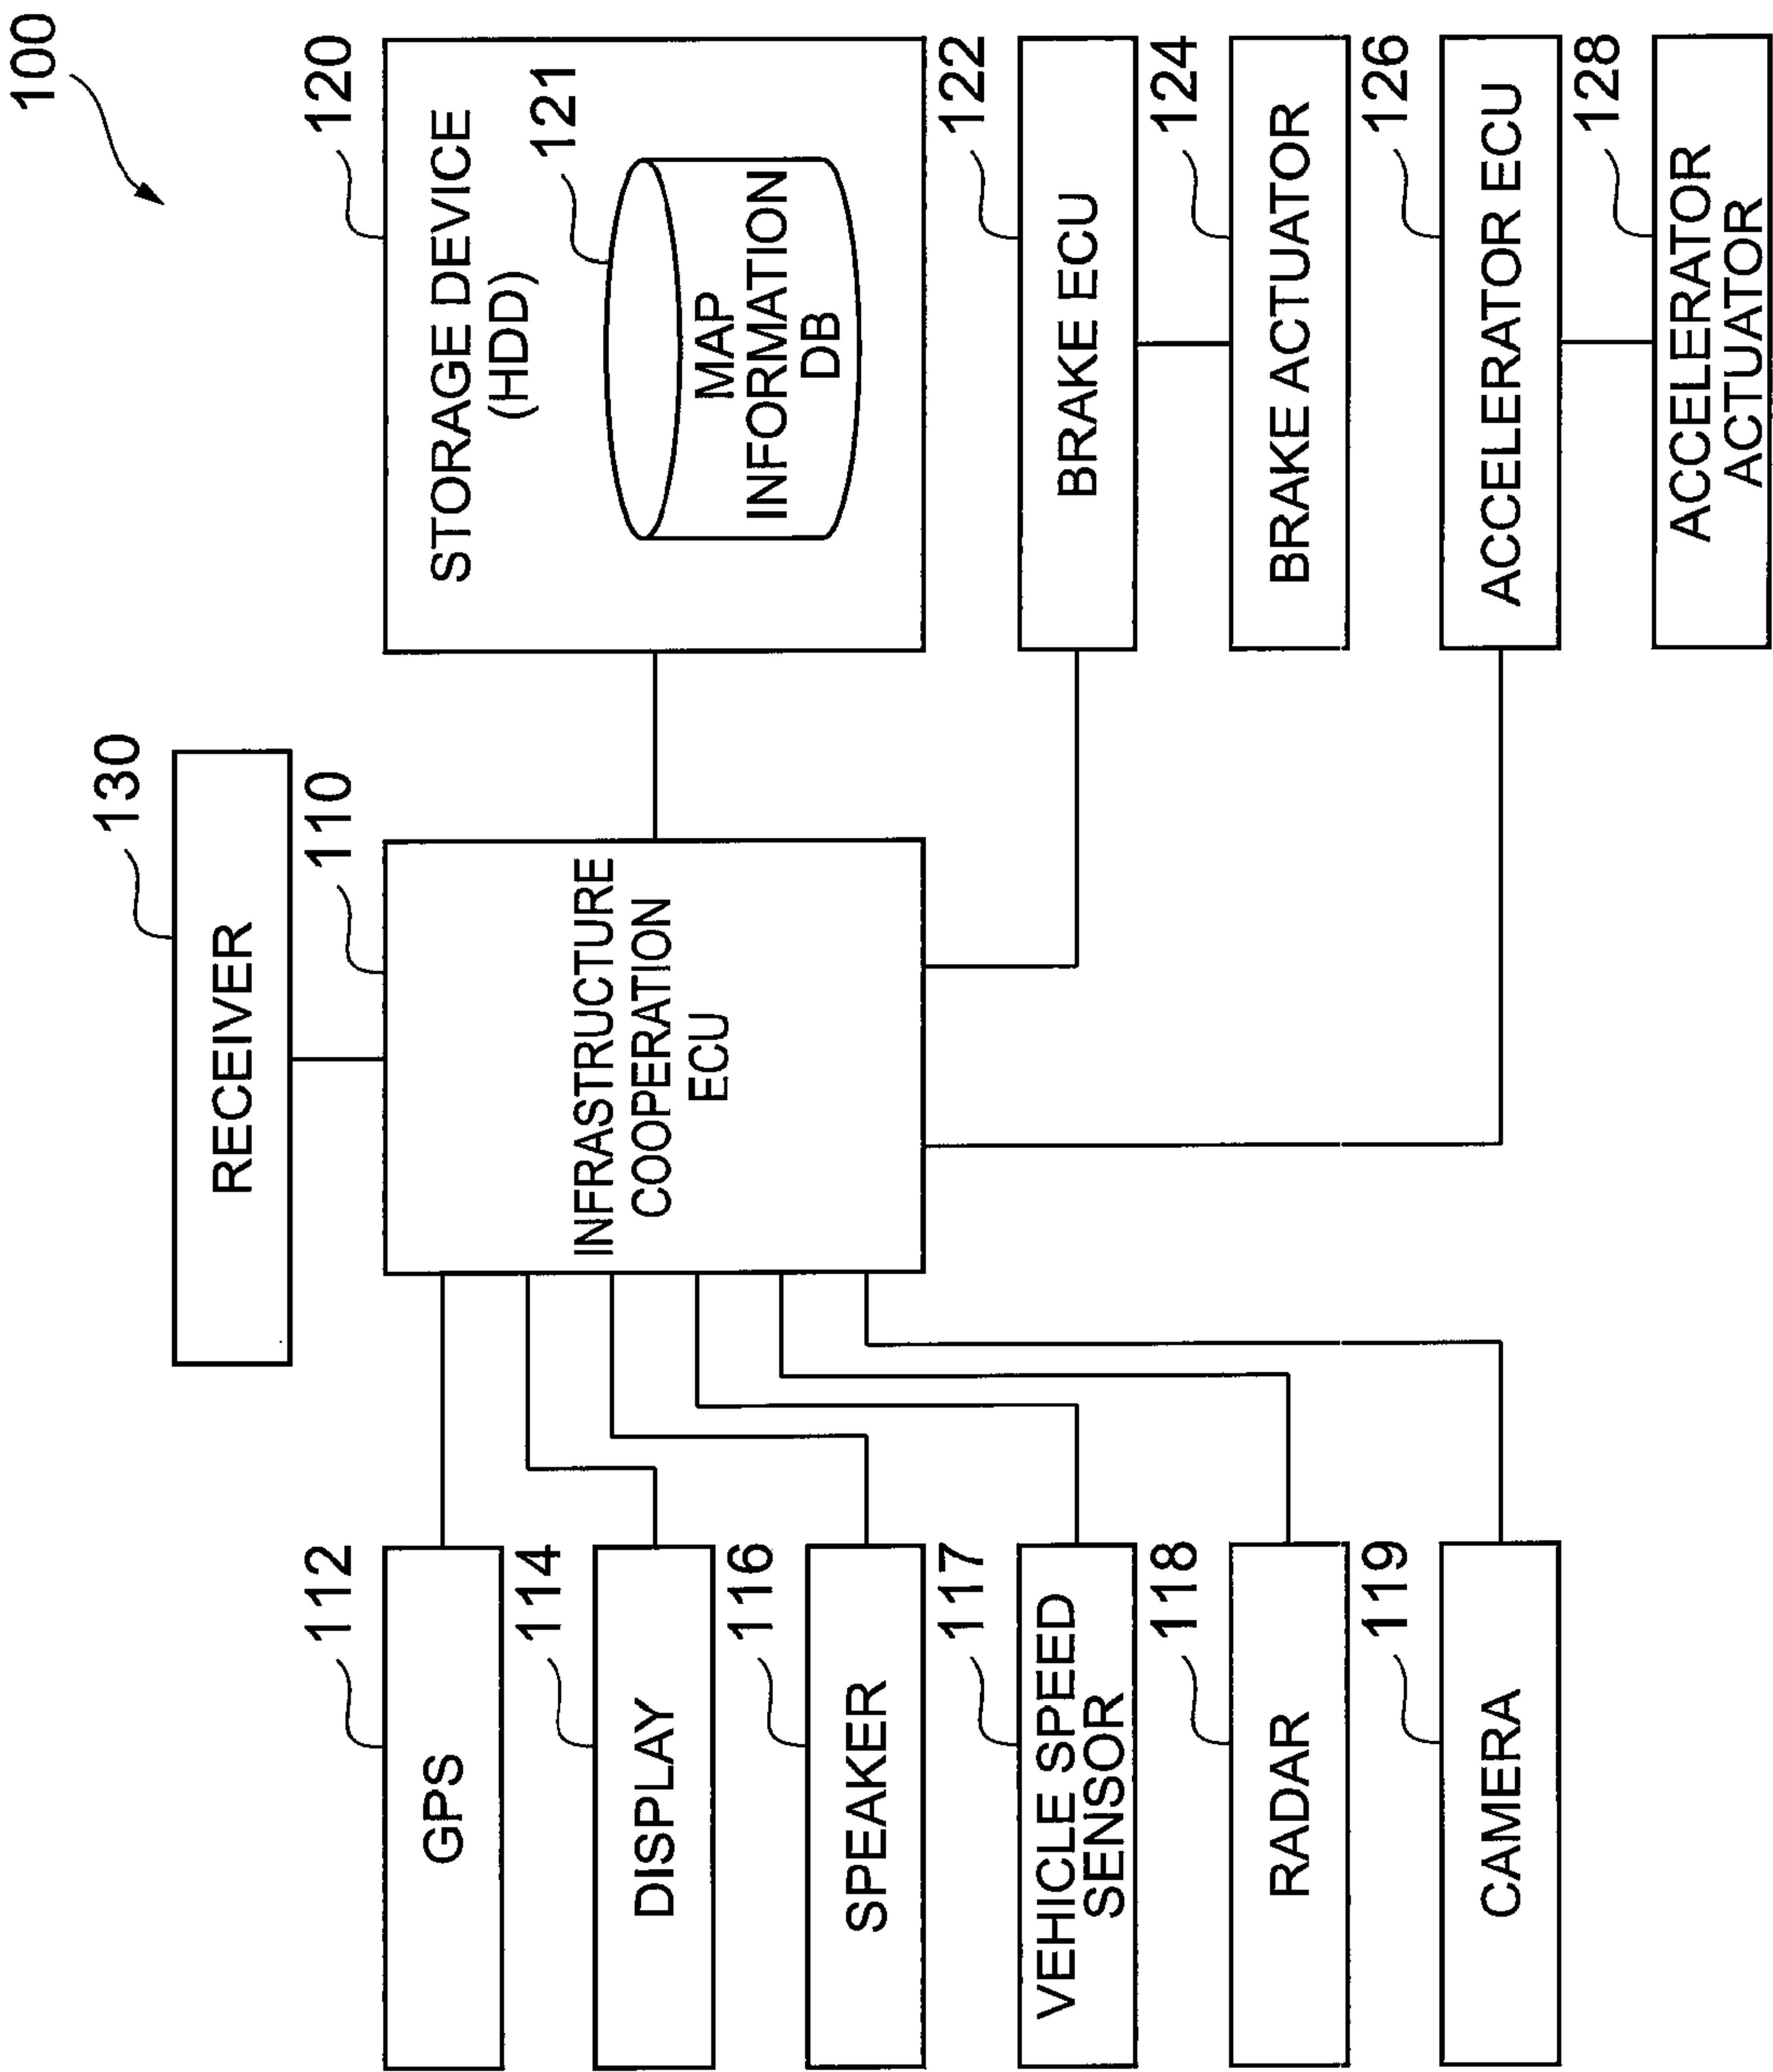 100
130
RECEIVER
112
GPS
114
DISPLAY
116
SPEAKER
117
VEHICLE SPEED
SENSOR
118
RADAR
119
CAMERA
110
INFRASTRUCTURE
COOPERATION
ECU
120
STORAGE DEVICE
(HDD)
121
MAP
INFORMATION
DB
122
BRAKE ECU
124
BRAKE ACTUATOR
126
ACCELERATOR ECU
128
ACCELERATOR
ACTUATOR